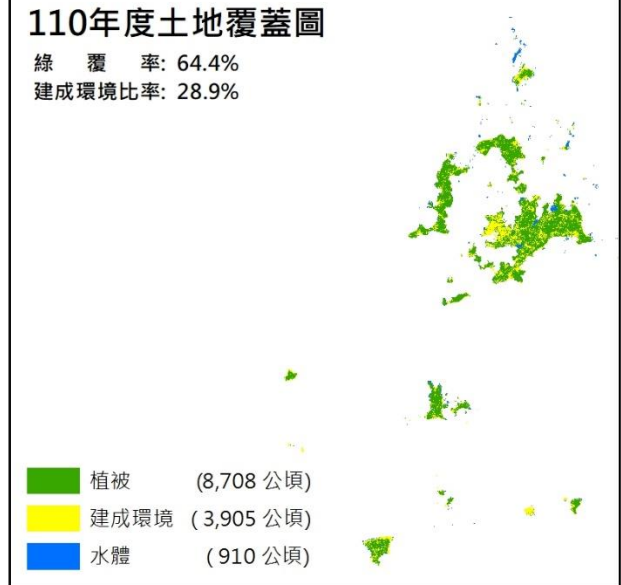 110年度土地覆蓋圖
綠覆率: 64.4%
建成環境比率: 28.9%
植被 (8,708 公頃)
建成環境 (3,905 公頃)
水體 (910 公頃)